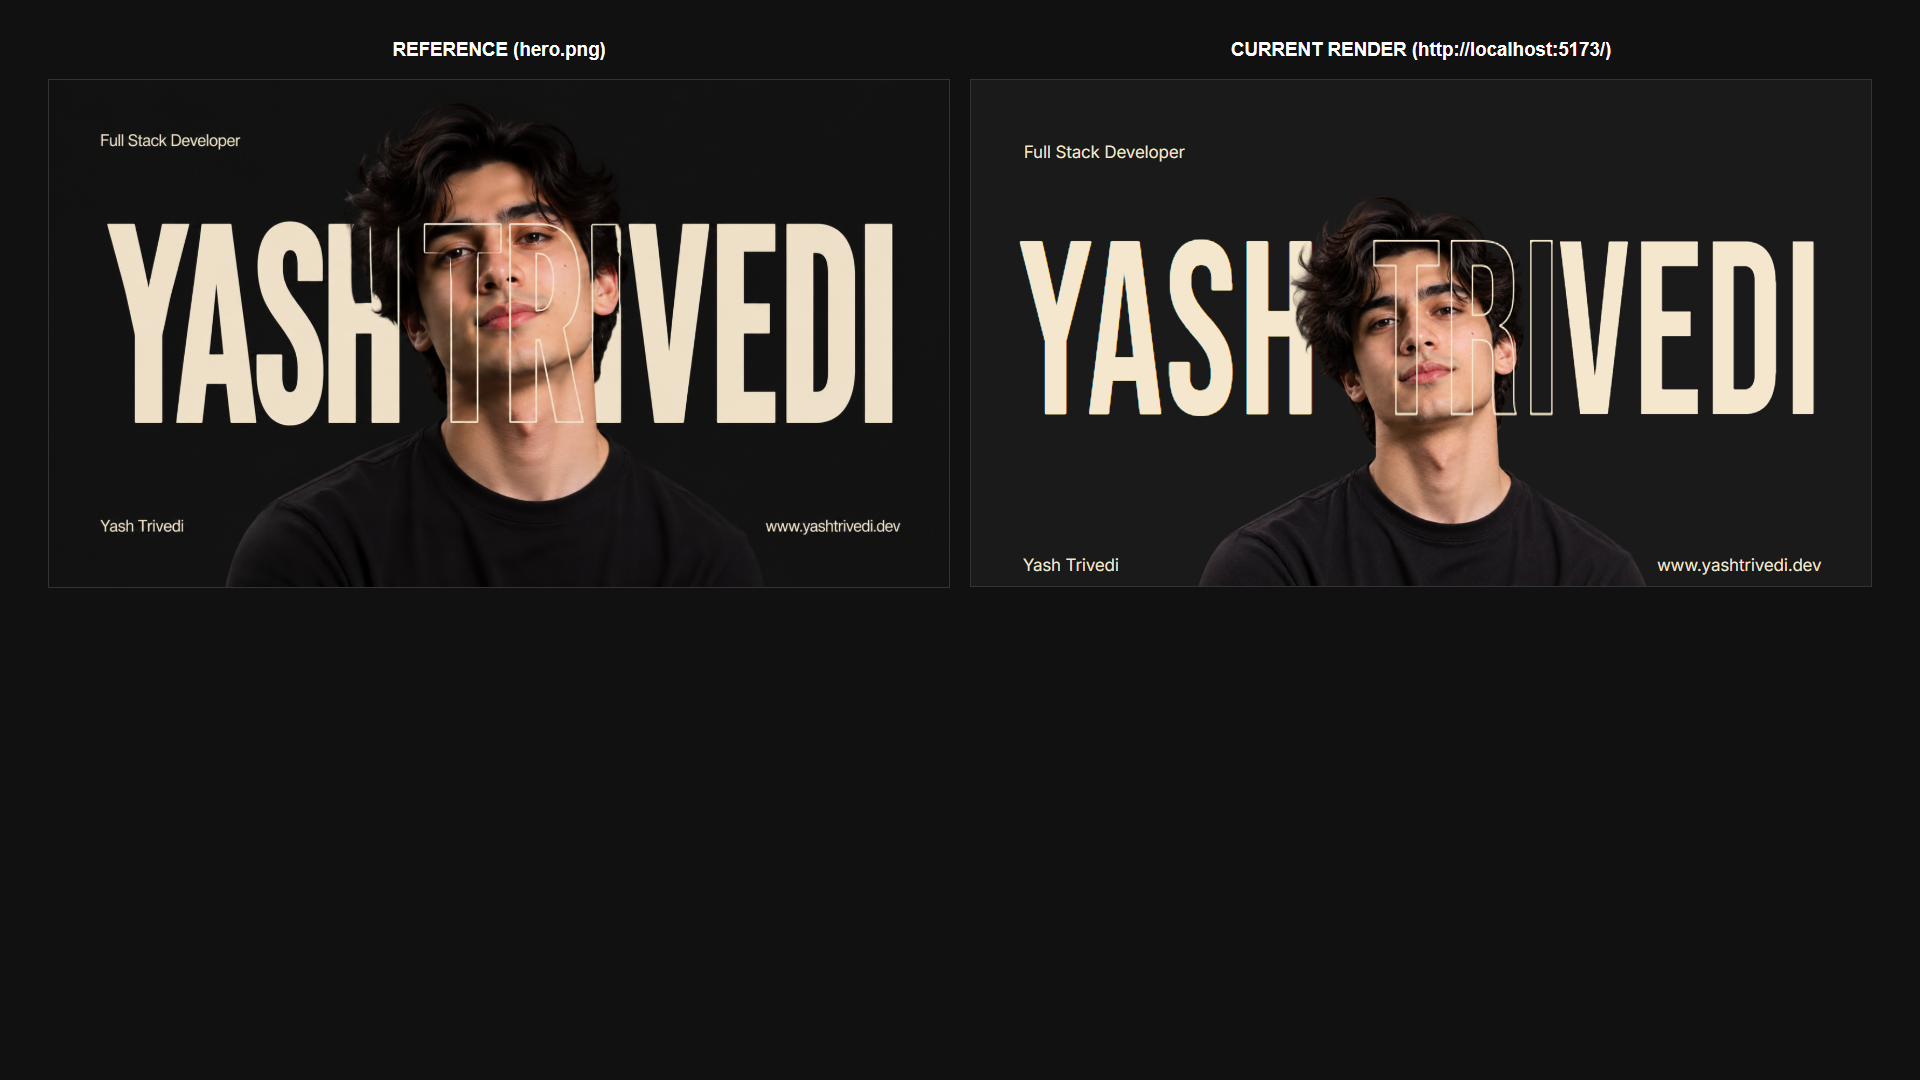 REFERENCE (hero.png)
Full Stack Developer
YASH TRIVEDI
Yash Trivedi
www.yashtrivedi.dev
CURRENT RENDER (http://localhost:5173/)
Full Stack Developer
YASH TRIVEDI
Yash Trivedi
www.yashtrivedi.dev